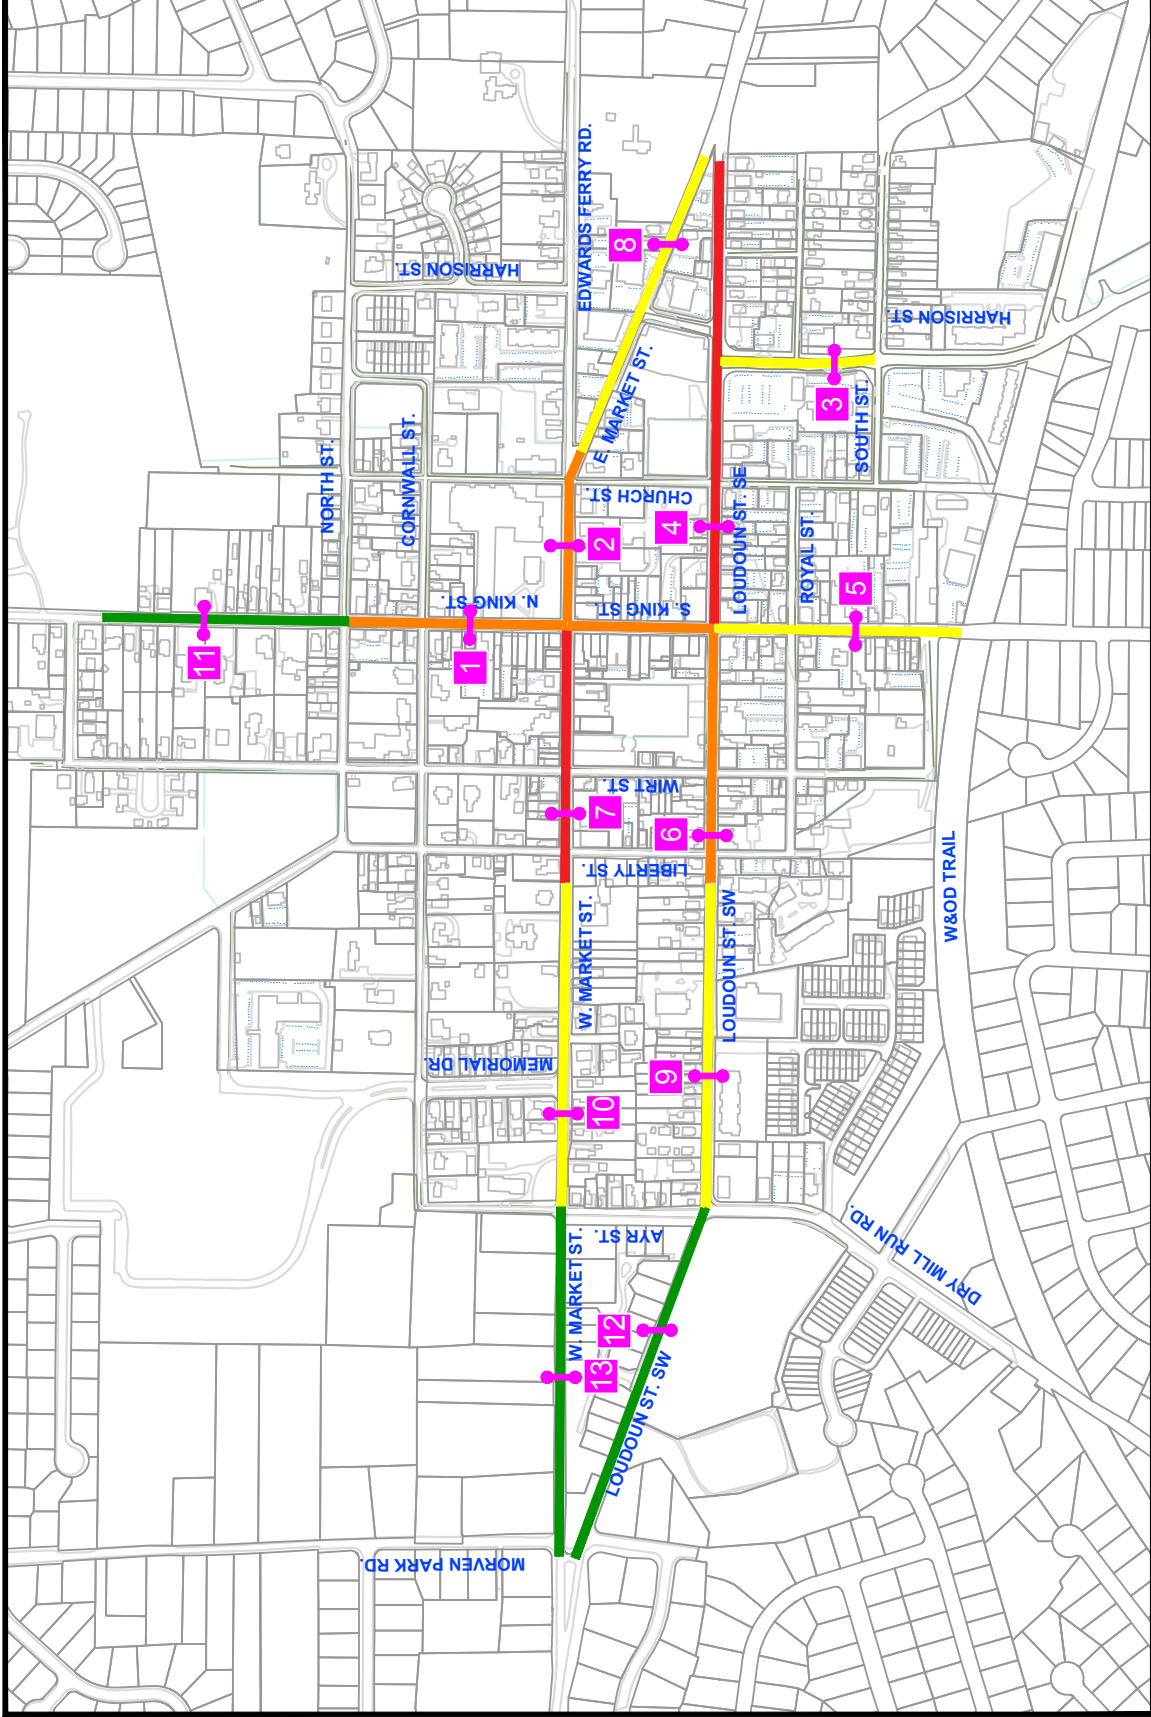 EDWARDS FERRY RD.
8
HARRISON ST.
HARRISON ST.
E. MARKET ST.
3
SOUTH ST.
NORTH ST.
CORNWALL ST.
CHURCH ST.
LOUDOUN ST. SE
4
2
ROYAL ST.
N. KING ST.
S. KING ST.
5
11
1
WIRT ST.
7
6
LIBERTY ST.
W&OD TRAIL
W. MARKET ST.
LOUDOUN ST. SW
MEMORIAL DR.
9
10
AYR ST.
DRY MILL RUN RD.
W. MARKET ST.
12
13
LOUDOUN ST. SW
MORVEN PARK RD.